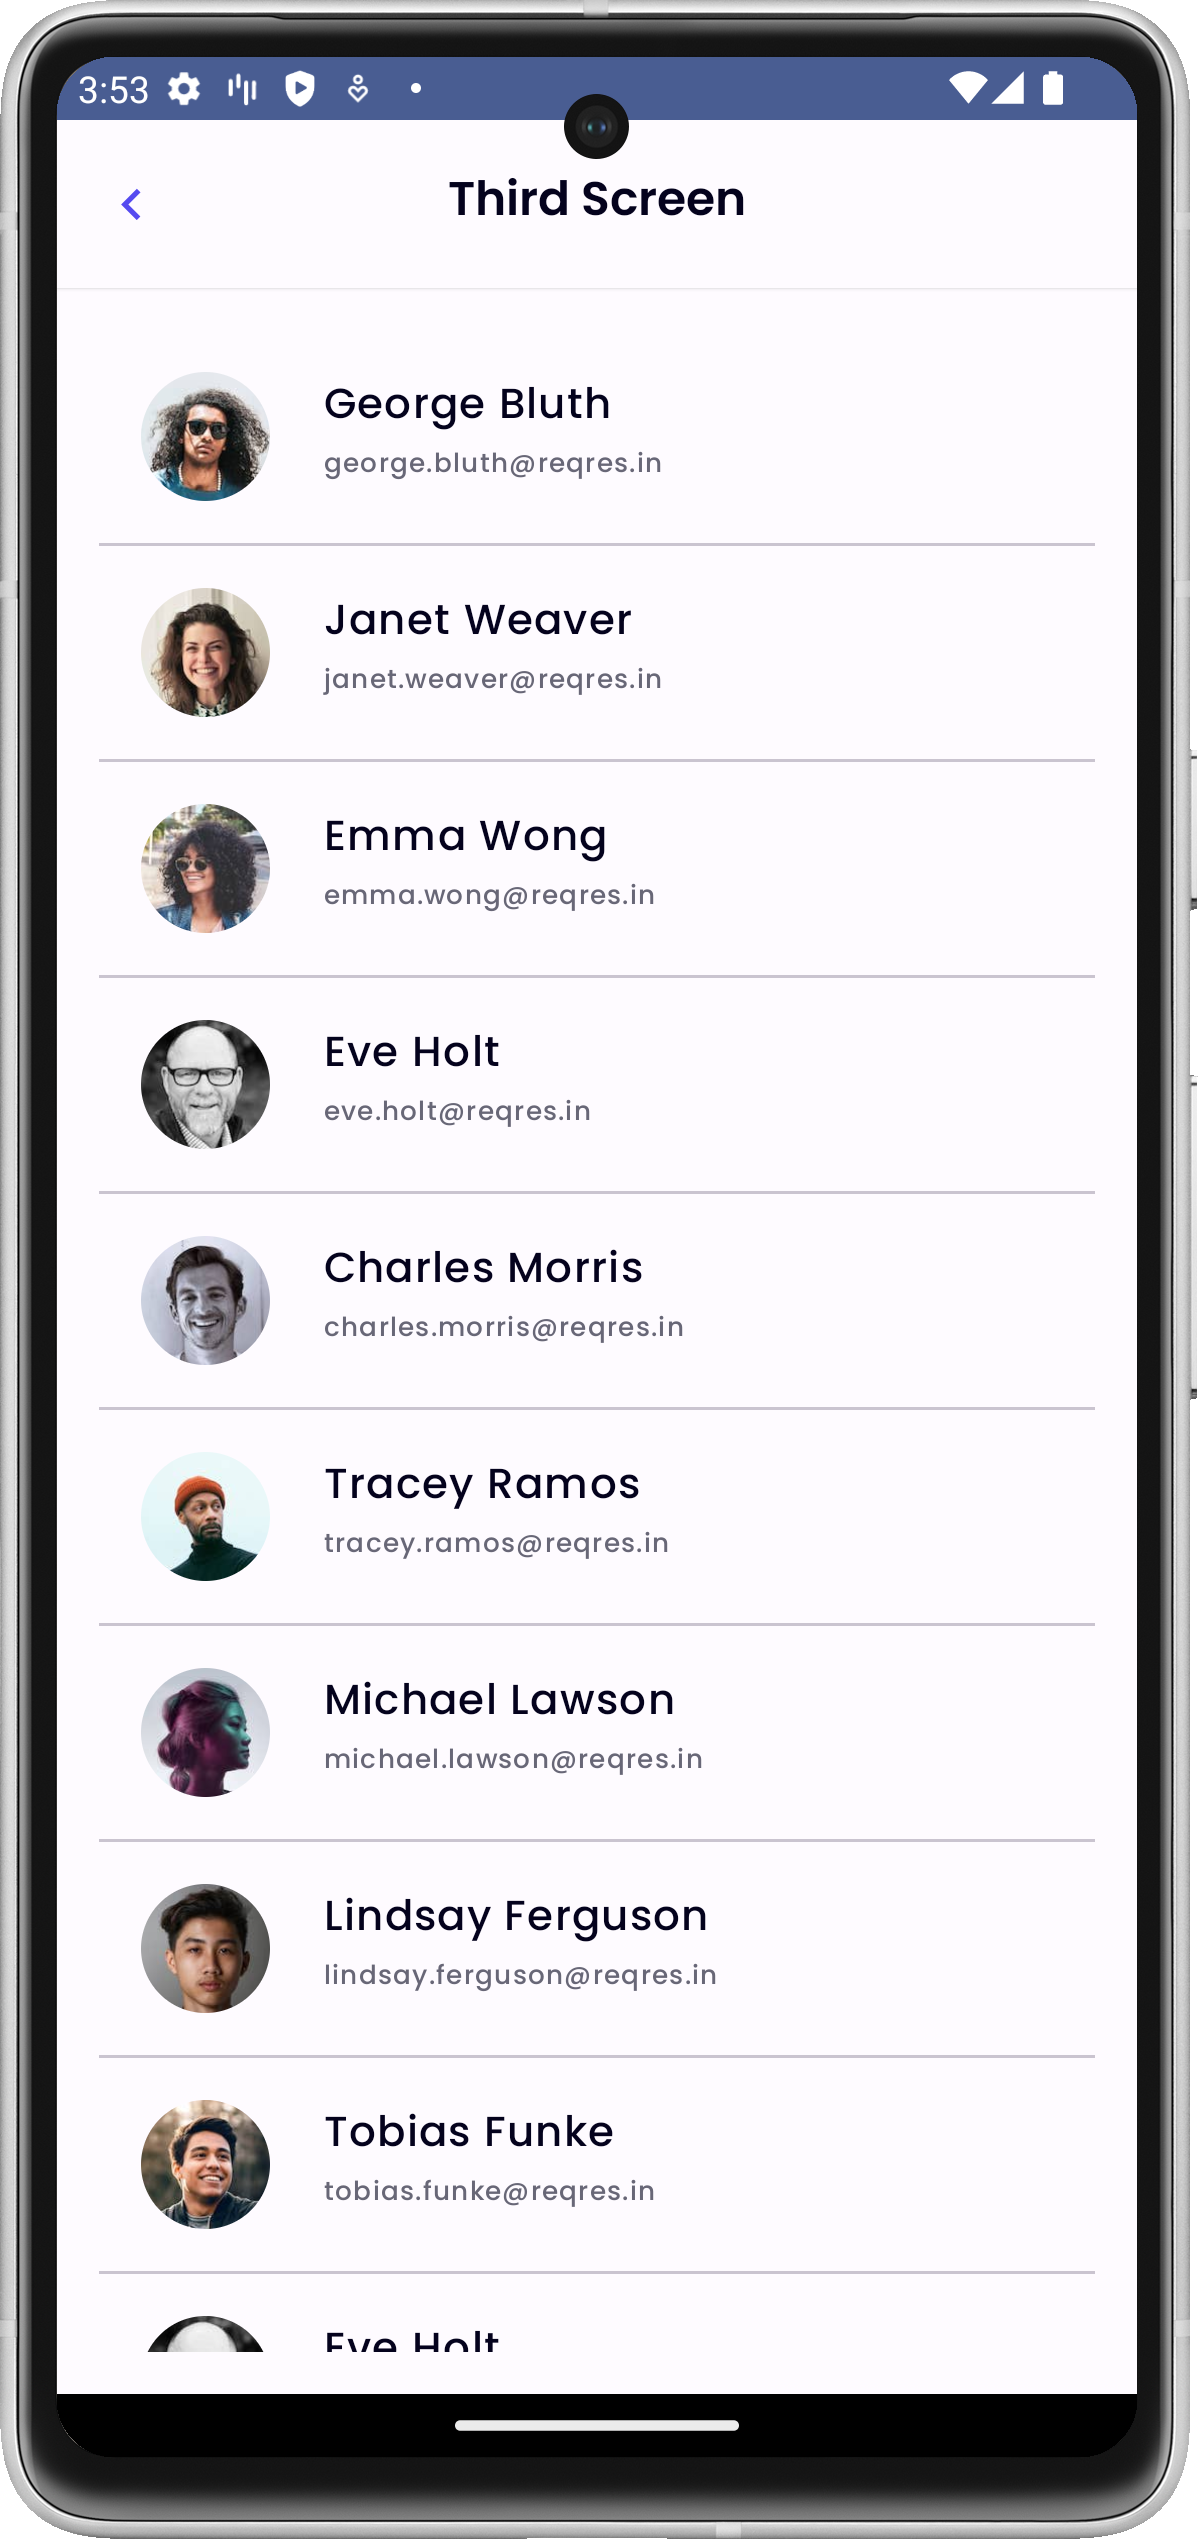 3:53
Third Screen
George Bluth
george.bluth@reqres.in
Janet Weaver
janet.weaver@reqres.in
Emma Wong
emma.wong@reqres.in
Eve Holt
eve.holt@reqres.in
Charles Morris
charles.morris@reqres.in
Tracey Ramos
tracey.ramos@reqres.in
Michael Lawson
michael.lawson@reqres.in
Lindsay Ferguson
lindsay.ferguson@reqres.in
Tobias Funke
tobias.funke@reqres.in
Eve Holt